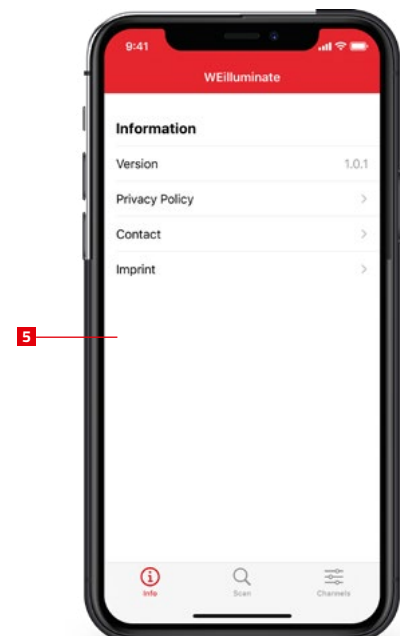 9:41
WEilluminate
Information
Version 1.0.1
Privacy Policy
Contact
Imprint
5
Info Scan Channels